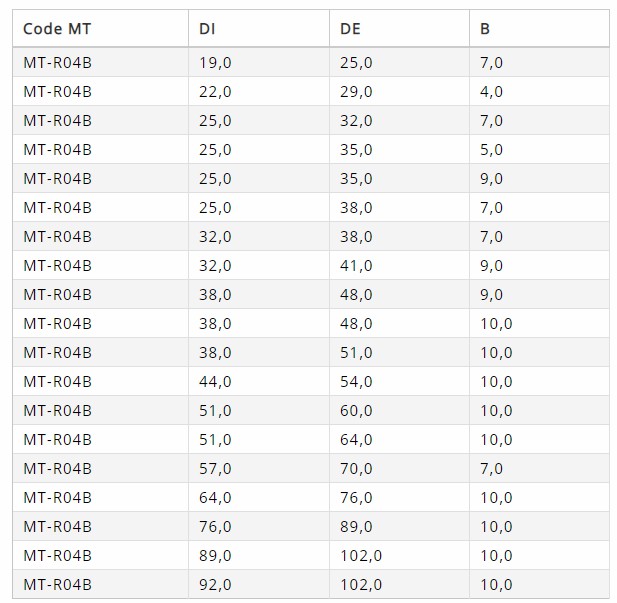 Code MT DI DE B
MT-R04B 19,0 25,0 7,0
MT-R04B 22,0 29,0 4,0
MT-R04B 25,0 32,0 7,0
MT-R04B 25,0 35,0 5,0
MT-R04B 25,0 35,0 9,0
MT-R04B 25,0 38,0 7,0
MT-R04B 32,0 38,0 7,0
MT-R04B 32,0 41,0 9,0
MT-R04B 38,0 48,0 9,0
MT-R04B 38,0 48,0 10,0
MT-R04B 38,0 51,0 10,0
MT-R04B 44,0 54,0 10,0
MT-R04B 51,0 60,0 10,0
MT-R04B 51,0 64,0 10,0
MT-R04B 57,0 70,0 7,0
MT-R04B 64,0 76,0 10,0
MT-R04B 76,0 89,0 10,0
MT-R04B 89,0 102,0 10,0
MT-R04B 92,0 102,0 10,0